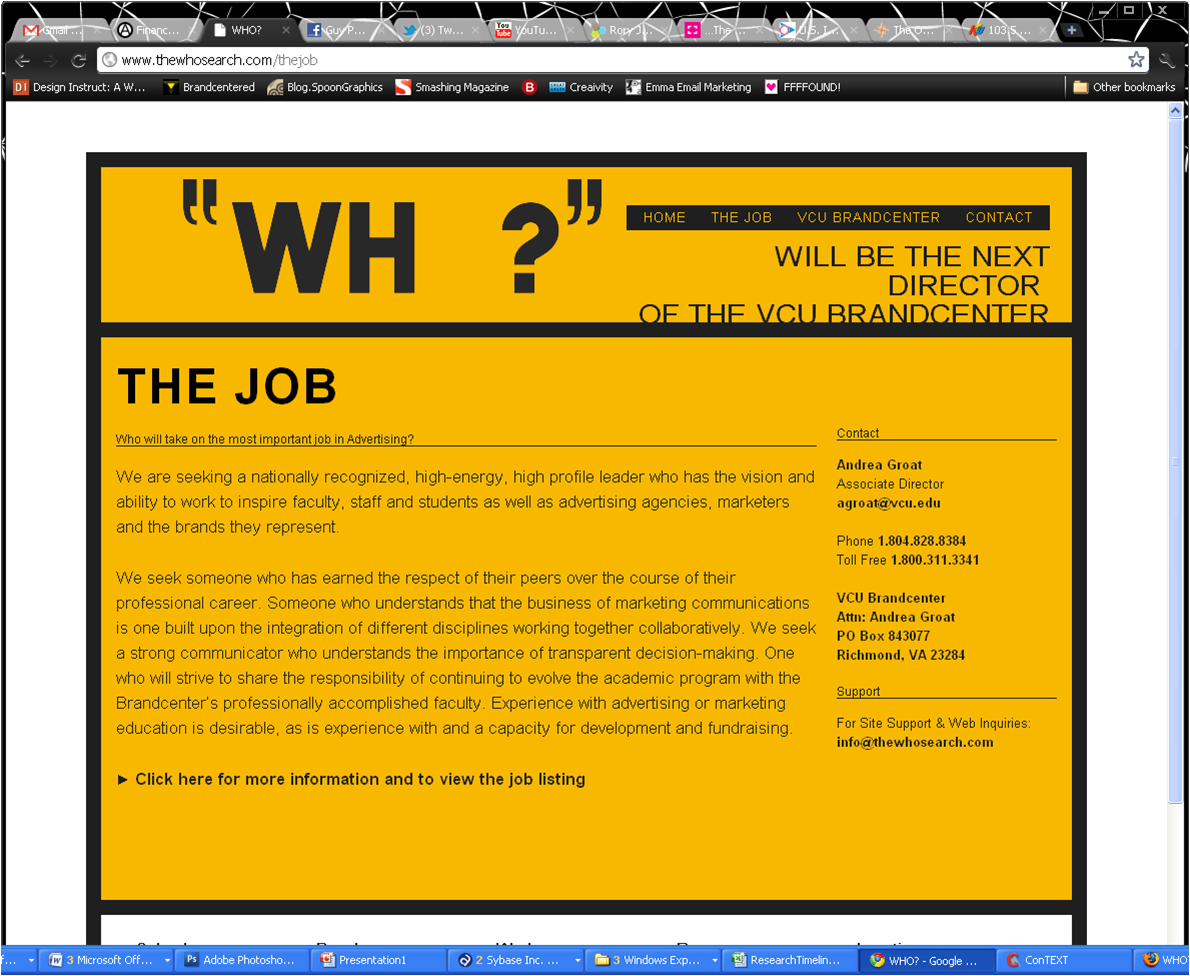 Gmail ...
Financ...
WHO?
Guy P...
(3) Tw...
YouTu...
Rory J...
...The ...
U.S. I...
The O...
103.5 ...
www.thewhosearch.com/thejob
Design Instruct: A W...
Brandcentered
Blog.SpoonGraphics
Smashing Magazine
B
Creaivity
Emma Email Marketing
FFFFOUND!
Other bookmarks
"WH ?"
HOME THE JOB VCU BRANDCENTER CONTACT
WILL BE THE NEXT
DIRECTOR
OF THE VCU BRANDCENTER
THE JOB
Who will take on the most important job in Advertising?
We are seeking a nationally recognized, high-energy, high profile leader who has the vision and
ability to work to inspire faculty, staff and students as well as advertising agencies, marketers
and the brands they represent.
We seek someone who has earned the respect of their peers over the course of their
professional career. Someone who understands that the business of marketing communications
is one built upon the integration of different disciplines working together collaboratively. We seek
a strong communicator who understands the importance of transparent decision-making. One
who will strive to share the responsibility of continuing to evolve the academic program with the
Brandcenter's professionally accomplished faculty. Experience with advertising or marketing
education is desirable, as is experience with and a capacity for development and fundraising.
► Click here for more information and to view the job listing
Contact
Andrea Groat
Associate Director
agroat@vcu.edu
Phone 1.804.828.8384
Toll Free 1.800.311.3341
VCU Brandcenter
Attn: Andrea Groat
PO Box 843077
Richmond, VA 23284
Support
For Site Support & Web Inquiries:
info@thewhosearch.com
f...
3 Microsoft Off...
Adobe Photosho...
Presentation1
2 Sybase Inc. ...
3 Windows Exp...
ResearchTimelin...
WHO? - Google ...
ConTEXT
WHO?